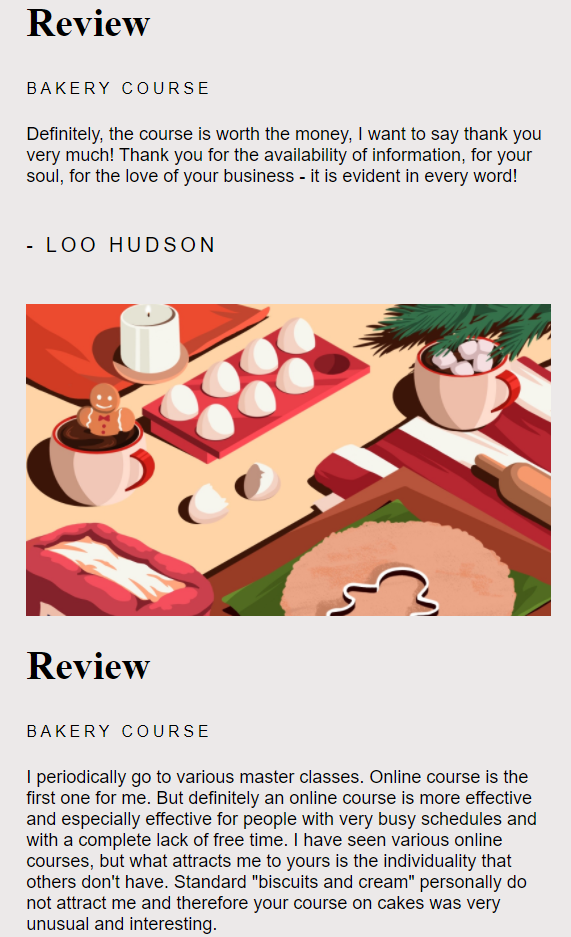 Review
BAKERY COURSE
Definitely, the course is worth the money, I want to say thank you
very much! Thank you for the availability of information, for your
soul, for the love of your business - it is evident in every word!
- LOO HUDSON
Review
BAKERY COURSE
I periodically go to various master classes. Online course is the
first one for me. But definitely an online course is more effective
and especially effective for people with very busy schedules and
with a complete lack of free time. I have seen various online
courses, but what attracts me to yours is the individuality that
others don't have. Standard "biscuits and cream" personally do
not attract me and therefore your course on cakes was very
unusual and interesting.